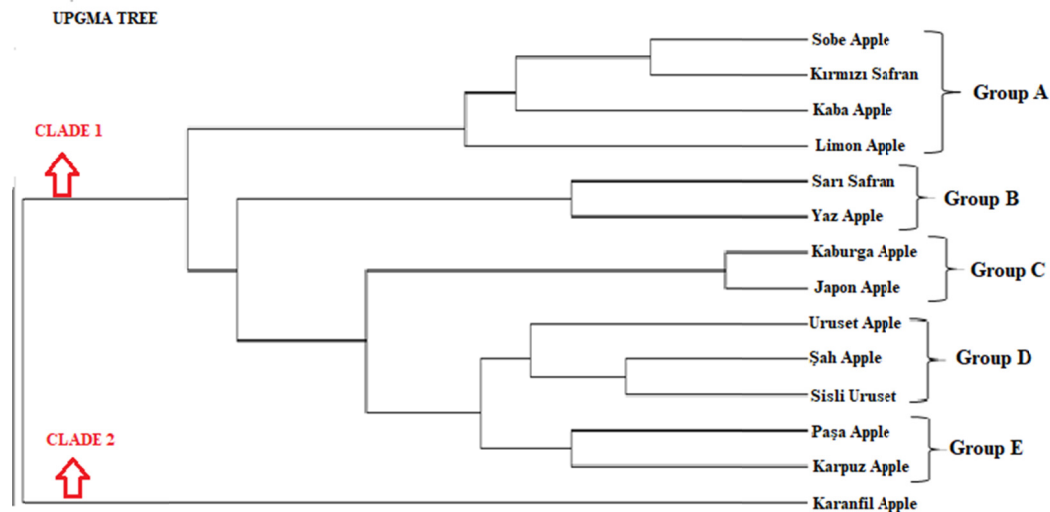 UPGMA TREE
Sobe Apple
Kırmızı Safran
Group A
Kaba Apple
CLADE 1
Limon Apple
Sarı Safran
Group B
Yaz Apple
Kaburga Apple
Group C
Japon Apple
Uruset Apple
Şah Apple
Group D
Sisli Uruset
Paşa Apple
CLADE 2
Group E
Karpuz Apple
Karanfil Apple